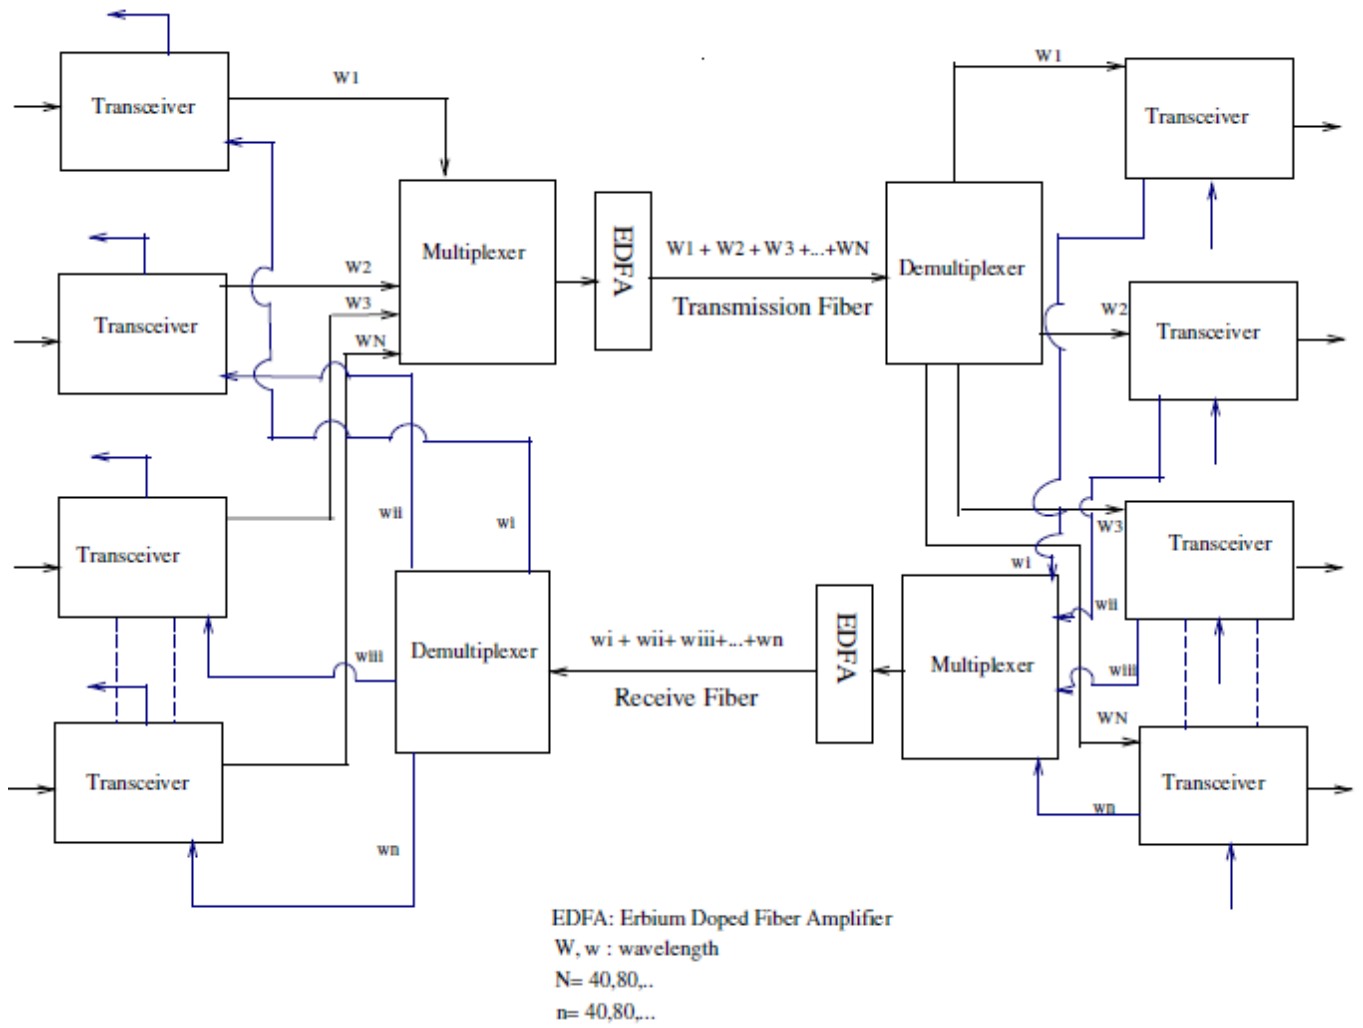 W1
Transceiver
W1
Transceiver
Multiplexer
EDFA
W1 + W2 + W3 +...+WN
Transmission Fiber
Demultiplexer
W2
W3
WN
Transceiver
W2
Transceiver
wii
wi
Transceiver
W3
Transceiver
wi
wii
wiii
Demultiplexer
wi + wii+ wiii+...+wn
Receive Fiber
EDFA
Multiplexer
wiii
WN
Transceiver
Transceiver
wn
wn
EDFA: Erbium Doped Fiber Amplifier
W, w : wavelength
N= 40,80,..
n= 40,80,...